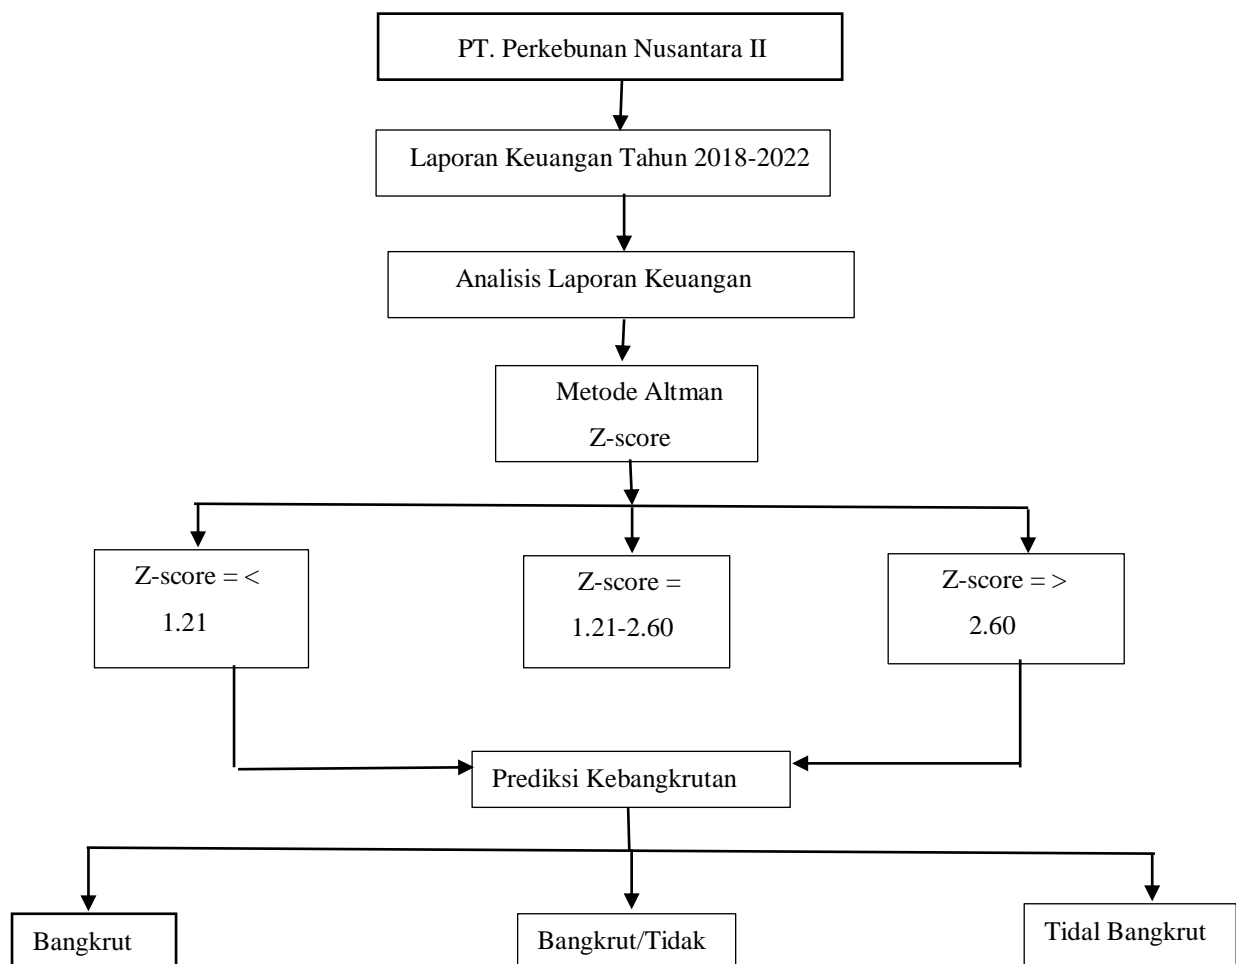 PT. Perkebunan Nusantara II
Laporan Keuangan Tahun 2018-2022
Analisis Laporan Keuangan
Metode Altman
Z-score
Z-score = <
1.21
Z-score =
1.21-2.60
Z-score = >
2.60
Prediksi Kebangkrutan
Bangkrut
Bangkrut/Tidak
Tidal Bangkrut